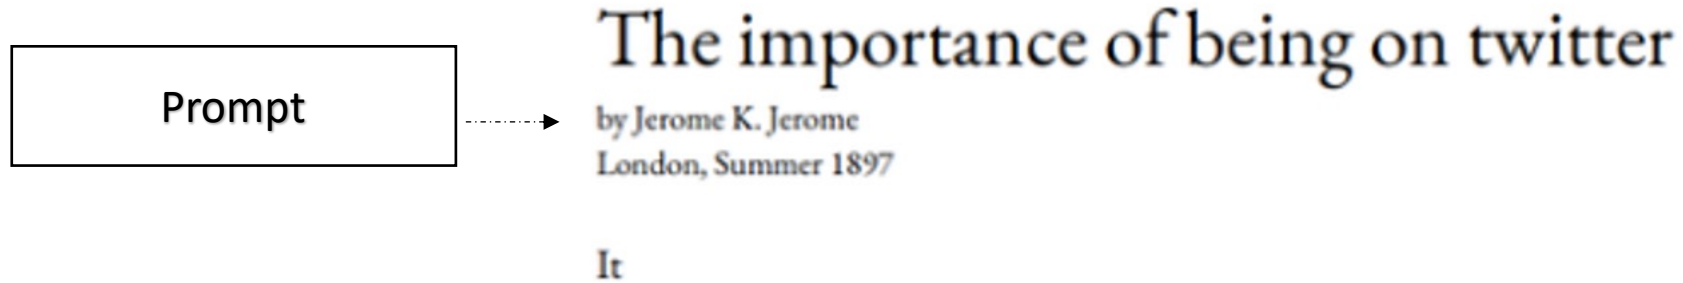 The importance of being on twitter
Prompt
by Jerome K. Jerome
London, Summer 1897
It